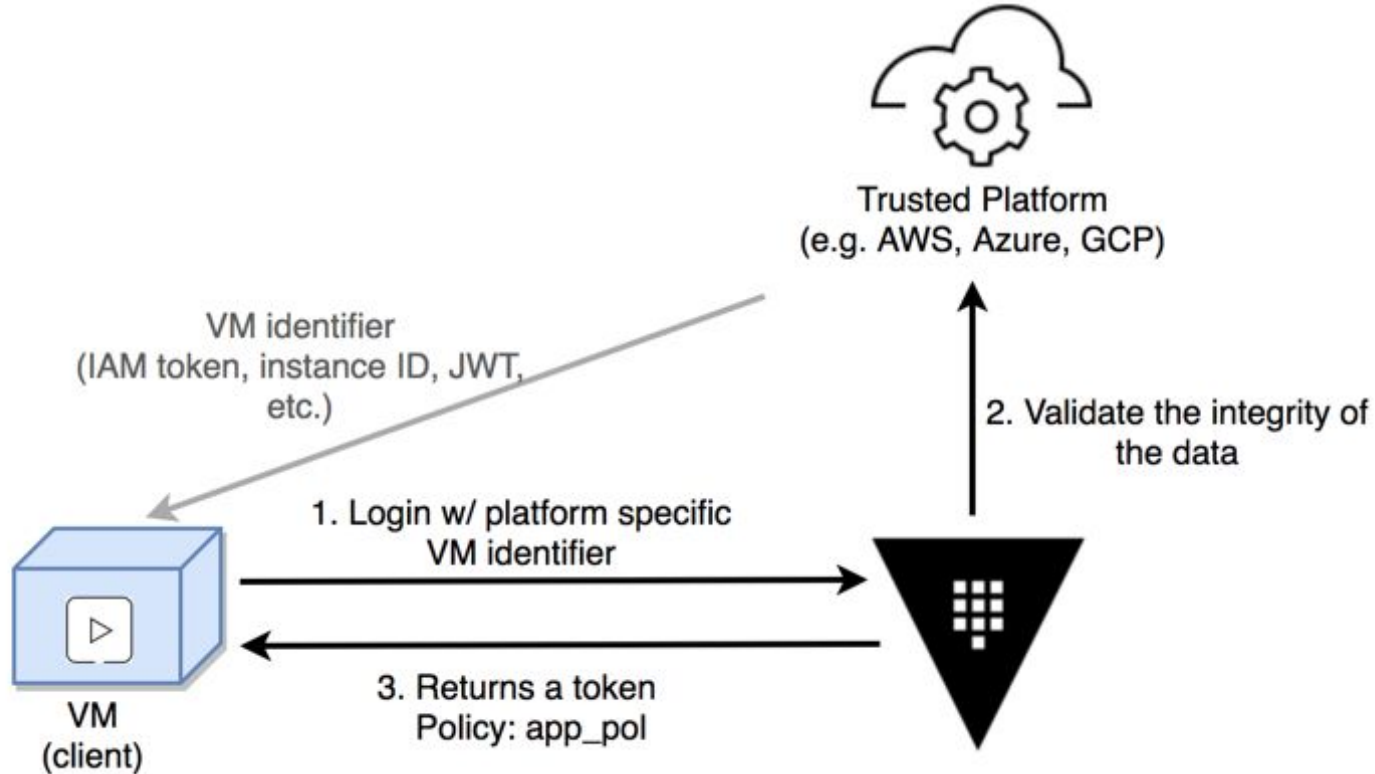 Trusted Platform
(e.g. AWS, Azure, GCP)
VM identifier
(IAM token, instance ID, JWT,
etc.)
2. Validate the integrity of
the data
1. Login w/ platform specific
VM identifier
3. Returns a token
Policy: app_pol
VM
(client)